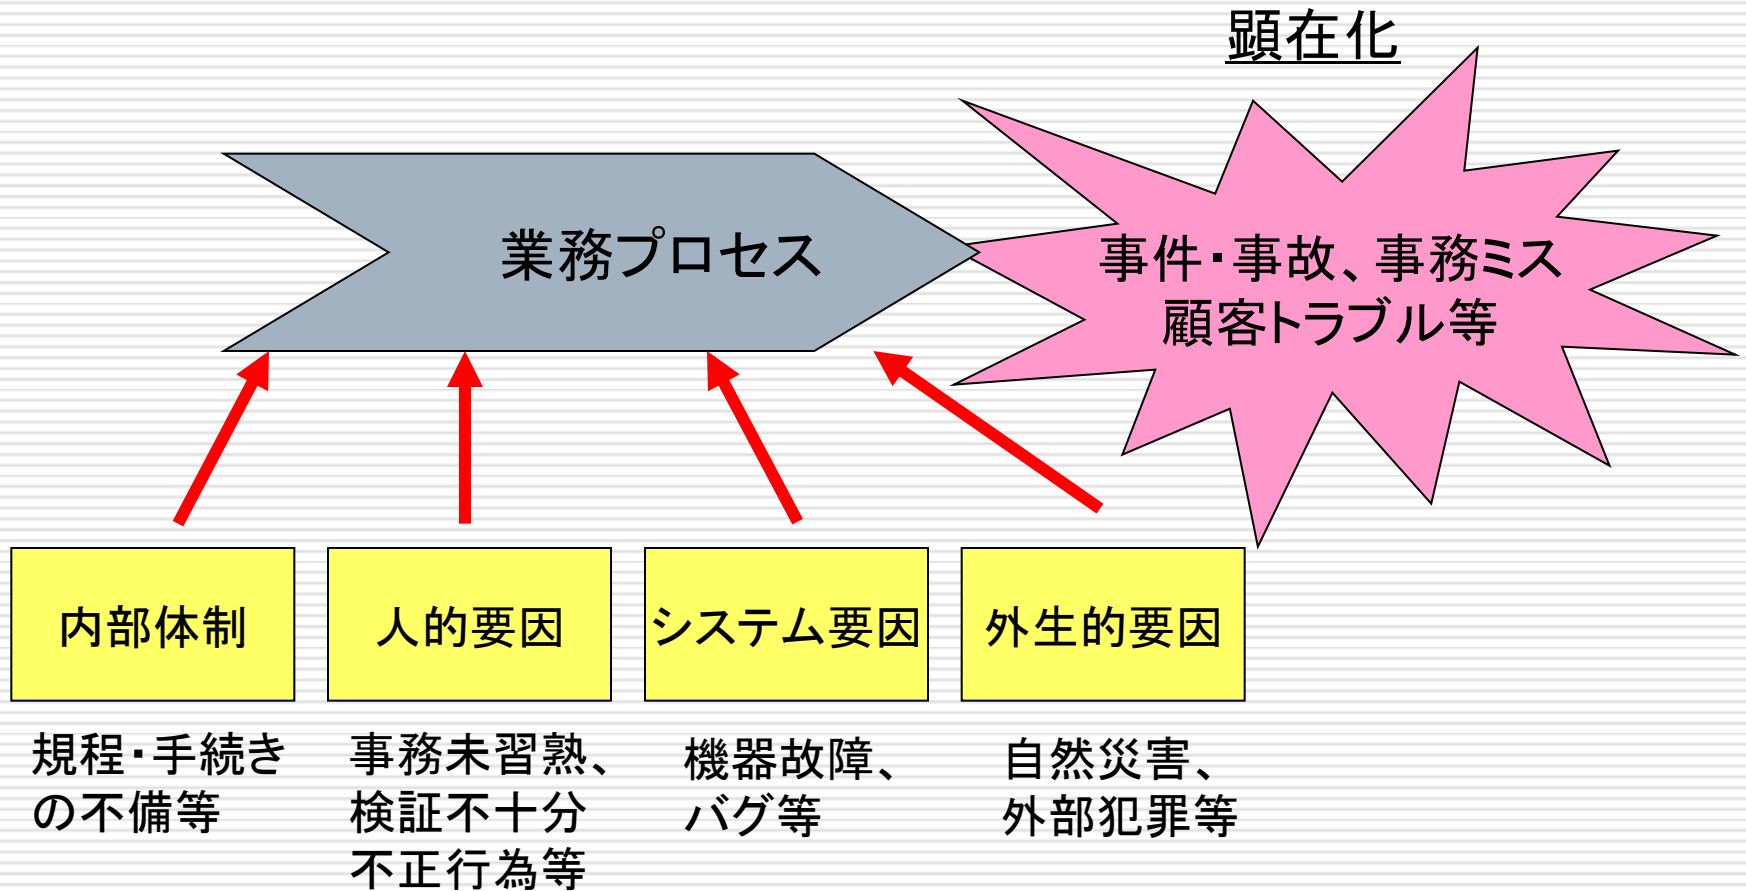 顕在化
業務プロセス
事件・事故、事務ミス
顧客トラブル等
内部体制
人的要因
システム要因
外生的要因
規程・手続き
の不備等
事務未習熟、
検証不十分
不正行為等
機器故障、
バグ等
自然災害、
外部犯罪等